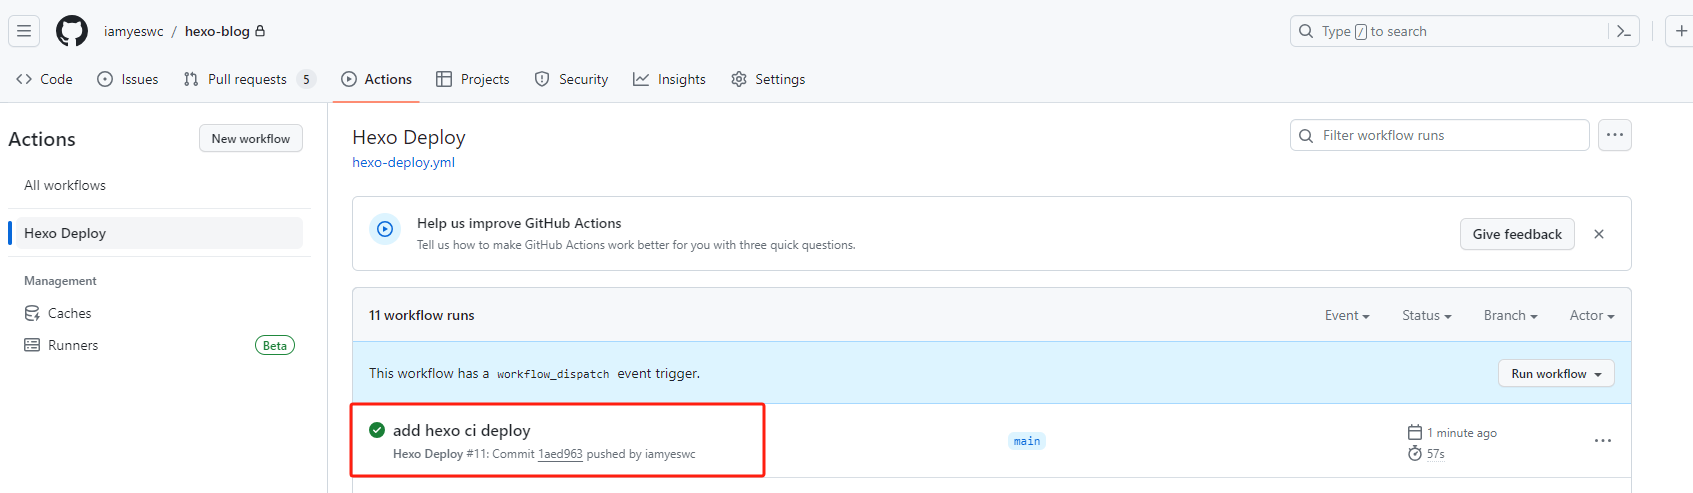 iamyeswc / hexo-blog
Type / to search
Code
Issues
Pull requests 5
Actions
Projects
Security
Insights
Settings
Actions
New workflow
All workflows
Hexo Deploy
Management
Caches
Runners
Beta
Hexo Deploy
hexo-deploy.yml
Filter workflow runs
Help us improve GitHub Actions
Tell us how to make GitHub Actions work better for you with three quick questions.
Give feedback
11 workflow runs
Event
Status
Branch
Actor
This workflow has a workflow_dispatch event trigger.
Run workflow
add hexo ci deploy
Hexo Deploy #11: Commit 1aed963 pushed by iamyeswc
main
1 minute ago
57s